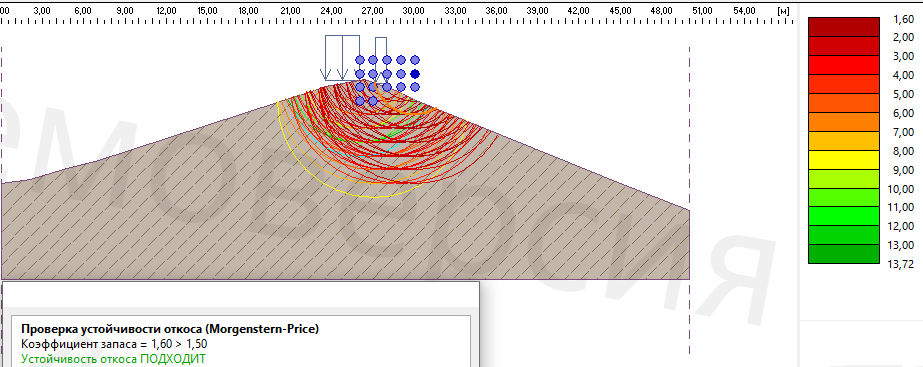 00 3,00 6,00 9,00 12,00 15,00 18,00 21,00 24,00 27,00 30,00 33,00 36,00 39,00 42,00 45,00 48,00 51,00 54,00 [м]
1,60
2,00
3,00
4,00
5,00
6,00
7,00
8,00
9,00
10,00
11,00
12,00
13,00
13,72
емоверсия
Проверка устойчивости откоса (Morgenstern-Price)
Коэффициент запаса = 1,60 > 1,50
Устойчивость откоса ПОДХОДИТ